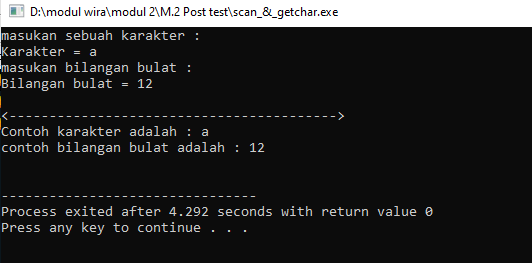 D:\modul wira\modul 2\M.2 Post test\scan_&_getchar.exe
masukan sebuah karakter :
Karakter = a
masukan bilangan bulat :
Bilangan bulat = 12
<----------------------------------------->
Contoh karakter adalah : a
contoh bilangan bulat adalah : 12
--------------------------------
Process exited after 4.292 seconds with return value 0
Press any key to continue . . .